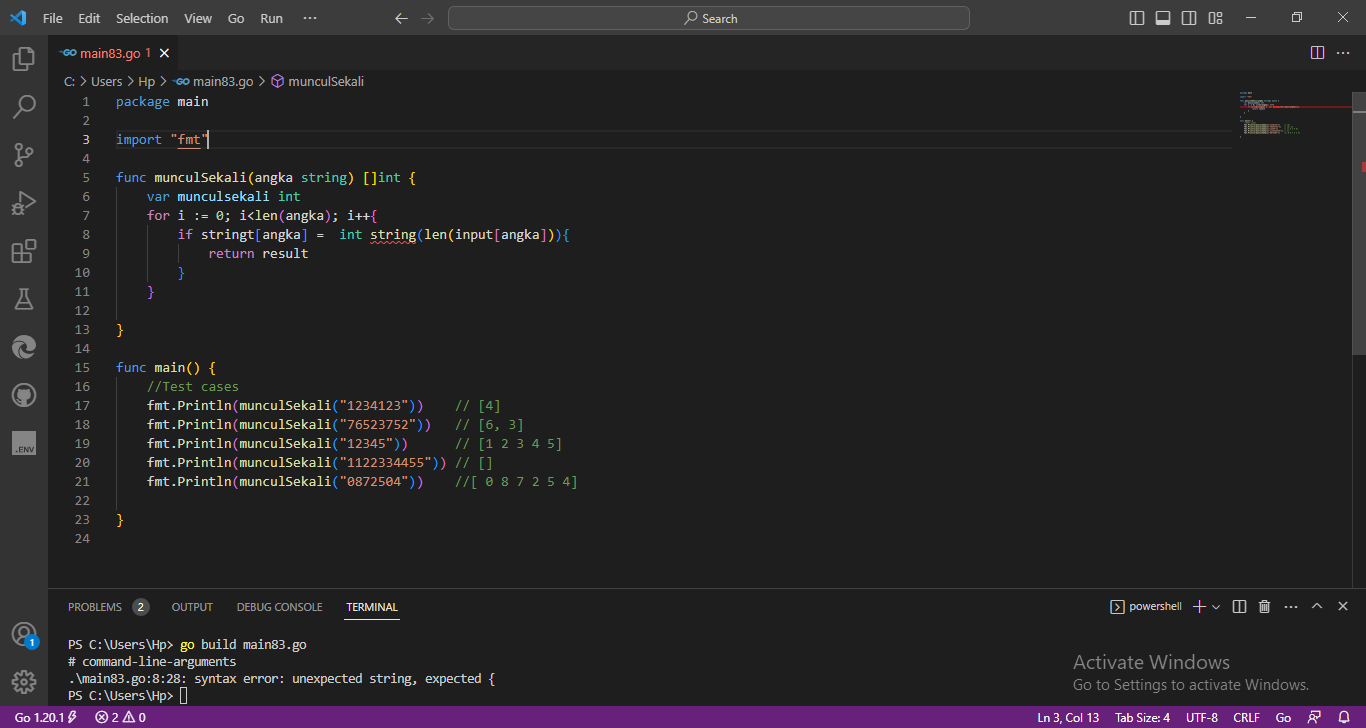 File Edit Selection View Go Run ··· Search
GO main83.go 1
C: > Users > Hp > GO main83.go > munculSekali
1 package main
2
3 import "fmt"
4
5 func munculSekali(angka string) []int {
6 var munculsekali int
7 for i := 0; i<len(angka); i++{
8 if stringt[angka] =  int string(len(input[angka])){
9 return result
10 }
11 }
12
13 }
14
15 func main() {
16 //Test cases
17 fmt.Println(munculSekali("1234123"))    // [4]
18 fmt.Println(munculSekali("76523752"))   // [6, 3]
19 fmt.Println(munculSekali("12345"))      // [1 2 3 4 5]
20 fmt.Println(munculSekali("1122334455")) // []
21 fmt.Println(munculSekali("0872504"))    //[ 0 8 7 2 5 4]
22
23 }
24
.ENV
PROBLEMS 2 OUTPUT DEBUG CONSOLE TERMINAL powershell
PS C:\Users\Hp> go build main83.go
# command-line-arguments
.\main83.go:8:28: syntax error: unexpected string, expected {
PS C:\Users\Hp>
1
Activate Windows
Go to Settings to activate Windows.
Go 1.20.1 2 0 Ln 3, Col 13 Tab Size: 4 UTF-8 CRLF Go